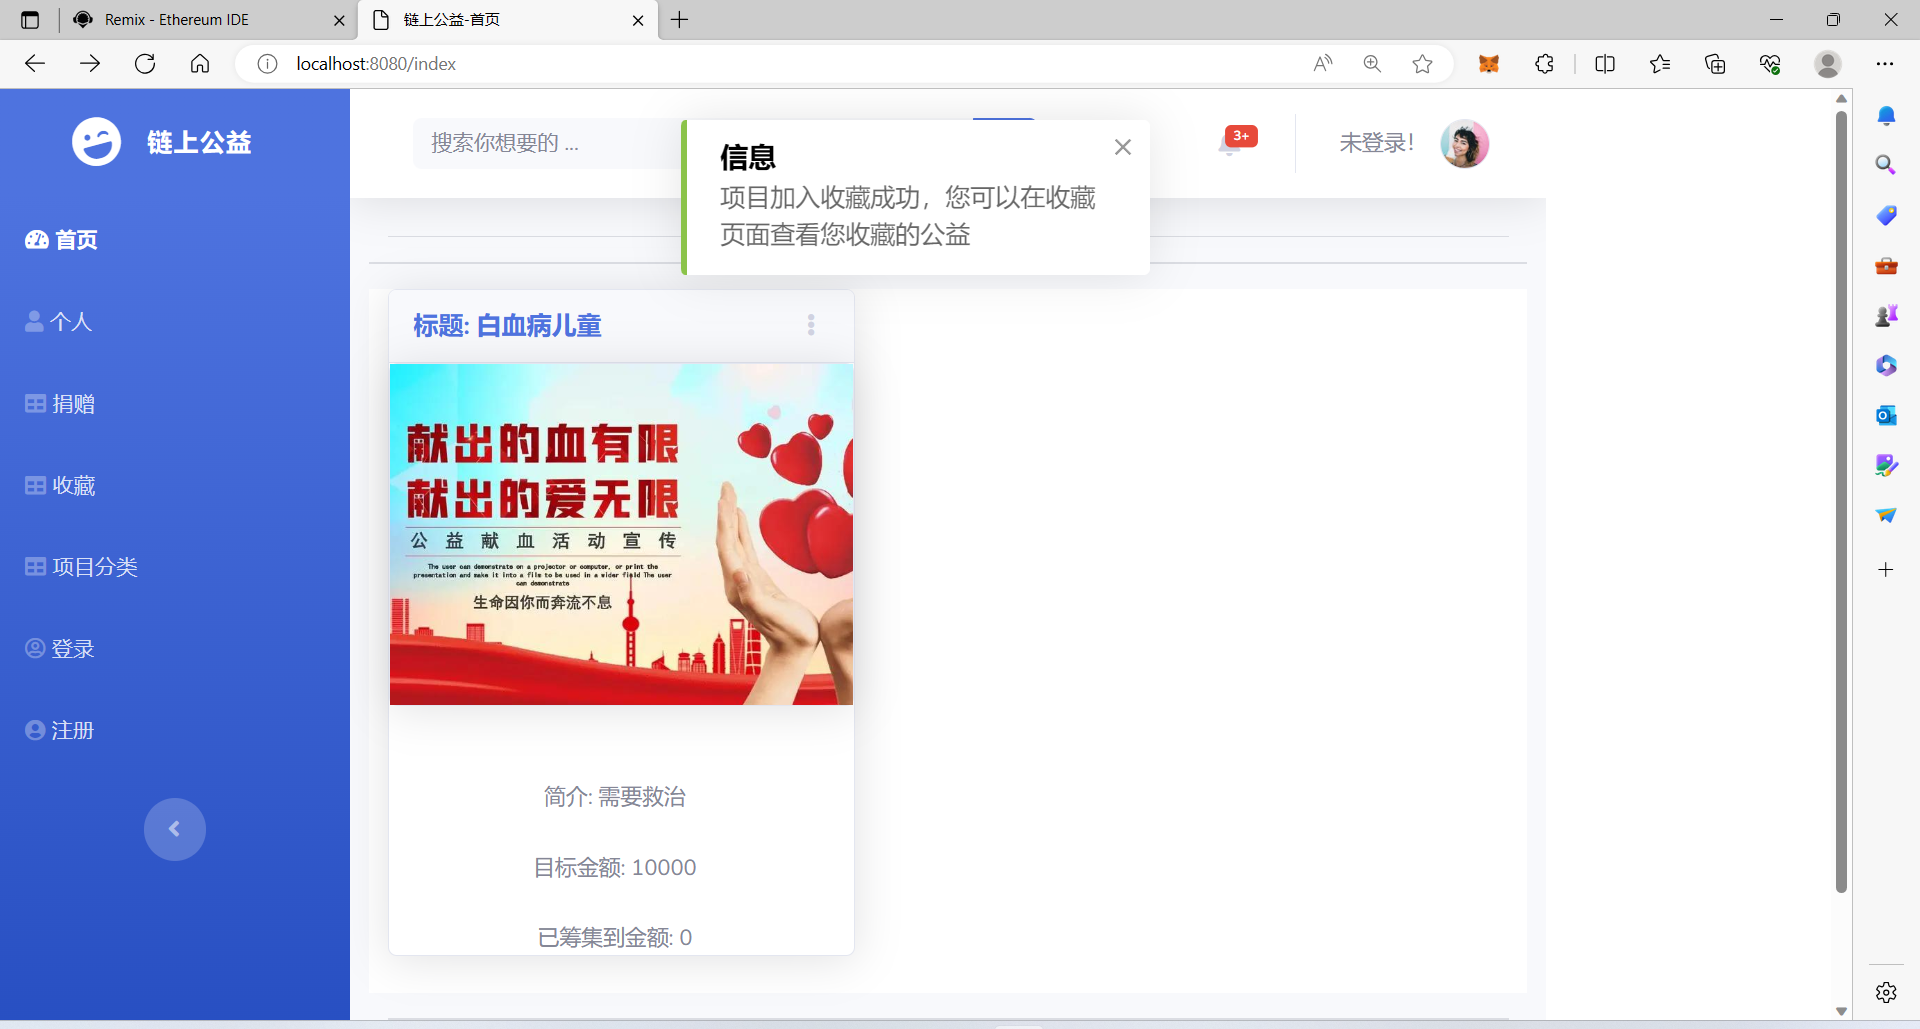 Remix - Ethereum IDE
链上公益-首页
localhost:8080/index
链上公益
搜索你想要的 ...
信息
项目加入收藏成功，您可以在收藏
页面查看您收藏的公益
3+
未登录!
首页
个人
捐赠
收藏
项目分类
登录
注册
标题: 白血病儿童
献出的血有限
献出的爱无限
公益献血活动宣传
The user can demonstrate on a projector or computer, or print the
presentation and make it into a film to be used in a wider field The user
can demonstrate
生命因你而奔流不息
简介: 需要救治
目标金额: 10000
已筹集到金额: 0